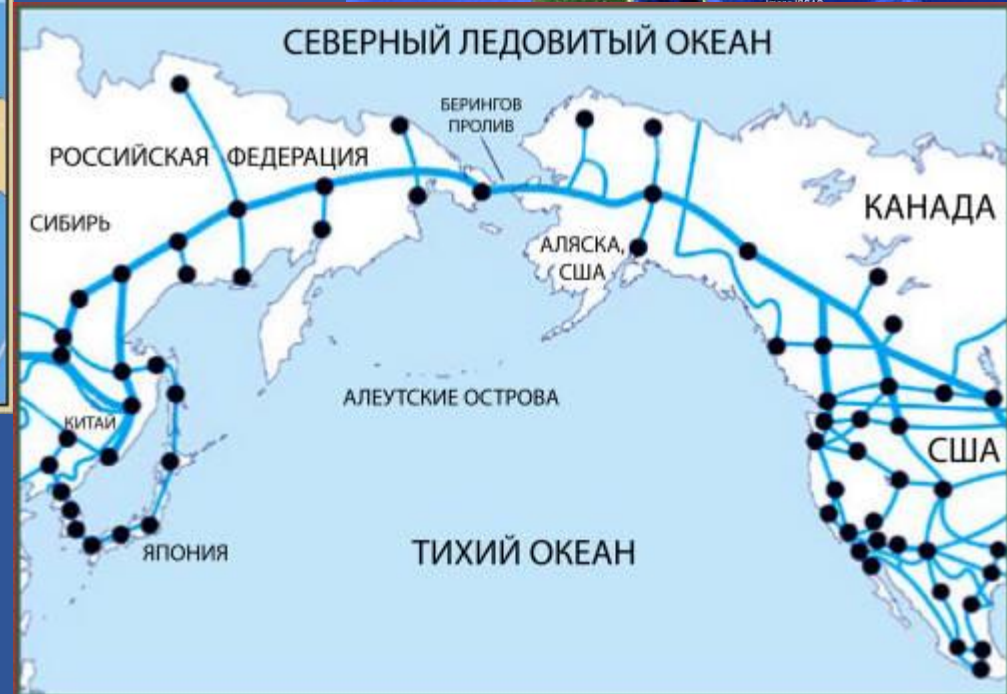 СЕВЕРНЫЙ ЛЕДОВИТЫЙ ОКЕАН
БЕРИНГОВ
ПРОЛИВ
РОССИЙСКАЯ ФЕДЕРАЦИЯ
СИБИРЬ
КАНАДА
АЛЯСКА,
США
АЛЕУТСКИЕ ОСТРОВА
КИТАЙ
США
ЯПОНИЯ
ТИХИЙ ОКЕАН